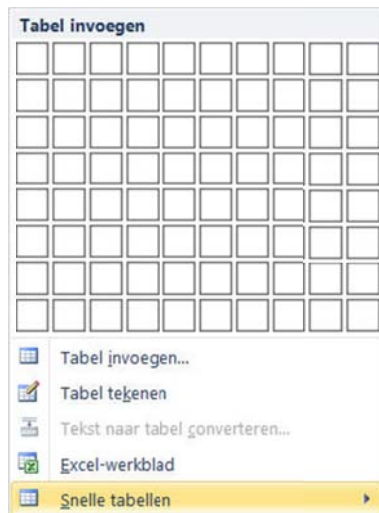 Tabel invoegen
Tabel invoegen...
Tabel tekenen
Tekst naar tabel converteren...
Excel-werkblad
Snelle tabellen